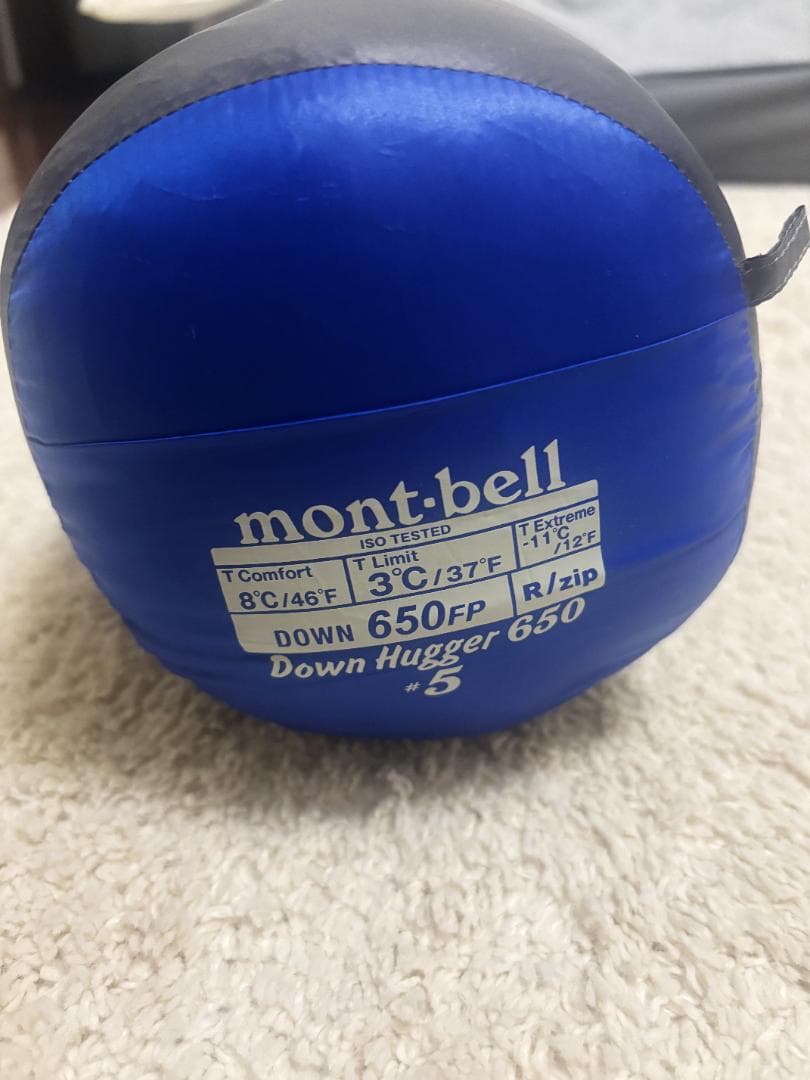 mont·bell
ISO TESTED
T Comfort T Limit T Extreme
8°C/46°F 3°C/37°F -11°C/12°F
DOWN 650FP R/zip
Down Hugger 650
#5